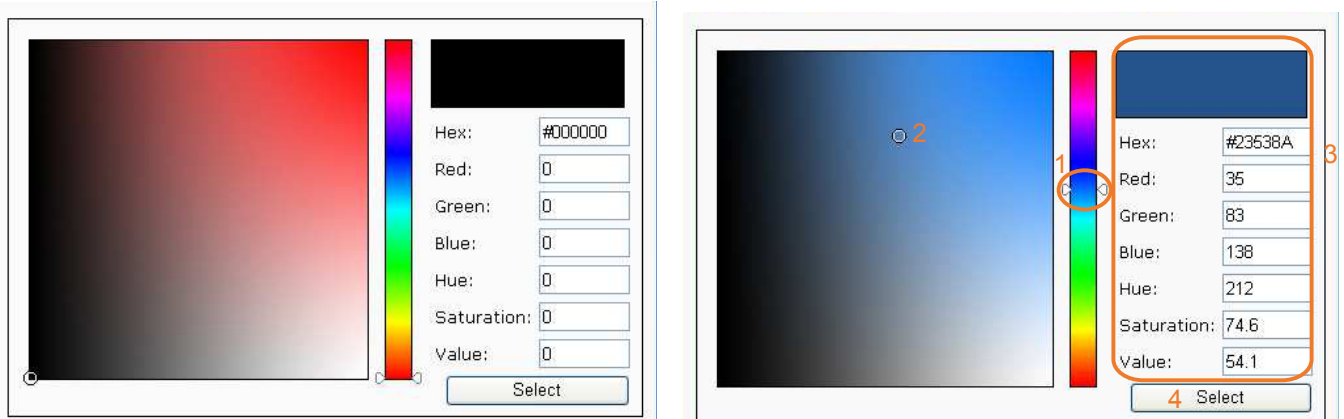 Hex: #000000
Red: 0
Green: 0
Blue: 0
Hue: 0
Saturation: 0
Value: 0
Select
1
2
3
Hex: #23538A
Red: 35
Green: 83
Blue: 138
Hue: 212
Saturation: 74.6
Value: 54.1
4 Select